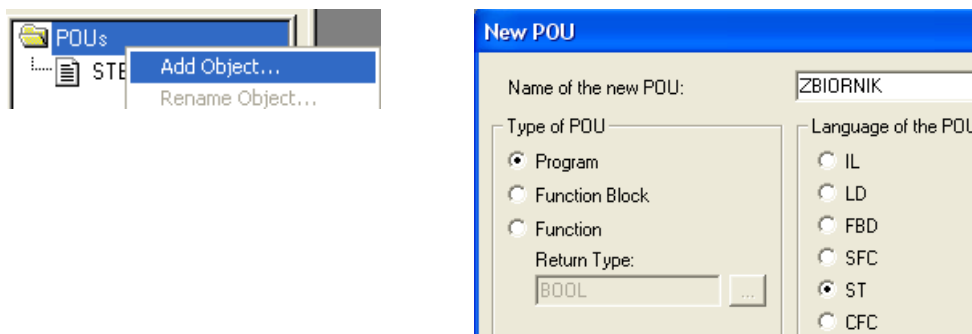 POUs
STE
Add Object...
Rename Object...
New POU
Name of the new POU:
ZBIORNIK
Type of POU
Program
Function Block
Function
Return Type:
BOOL
...
Language of the POU
IL
LD
FBD
SFC
ST
CFC